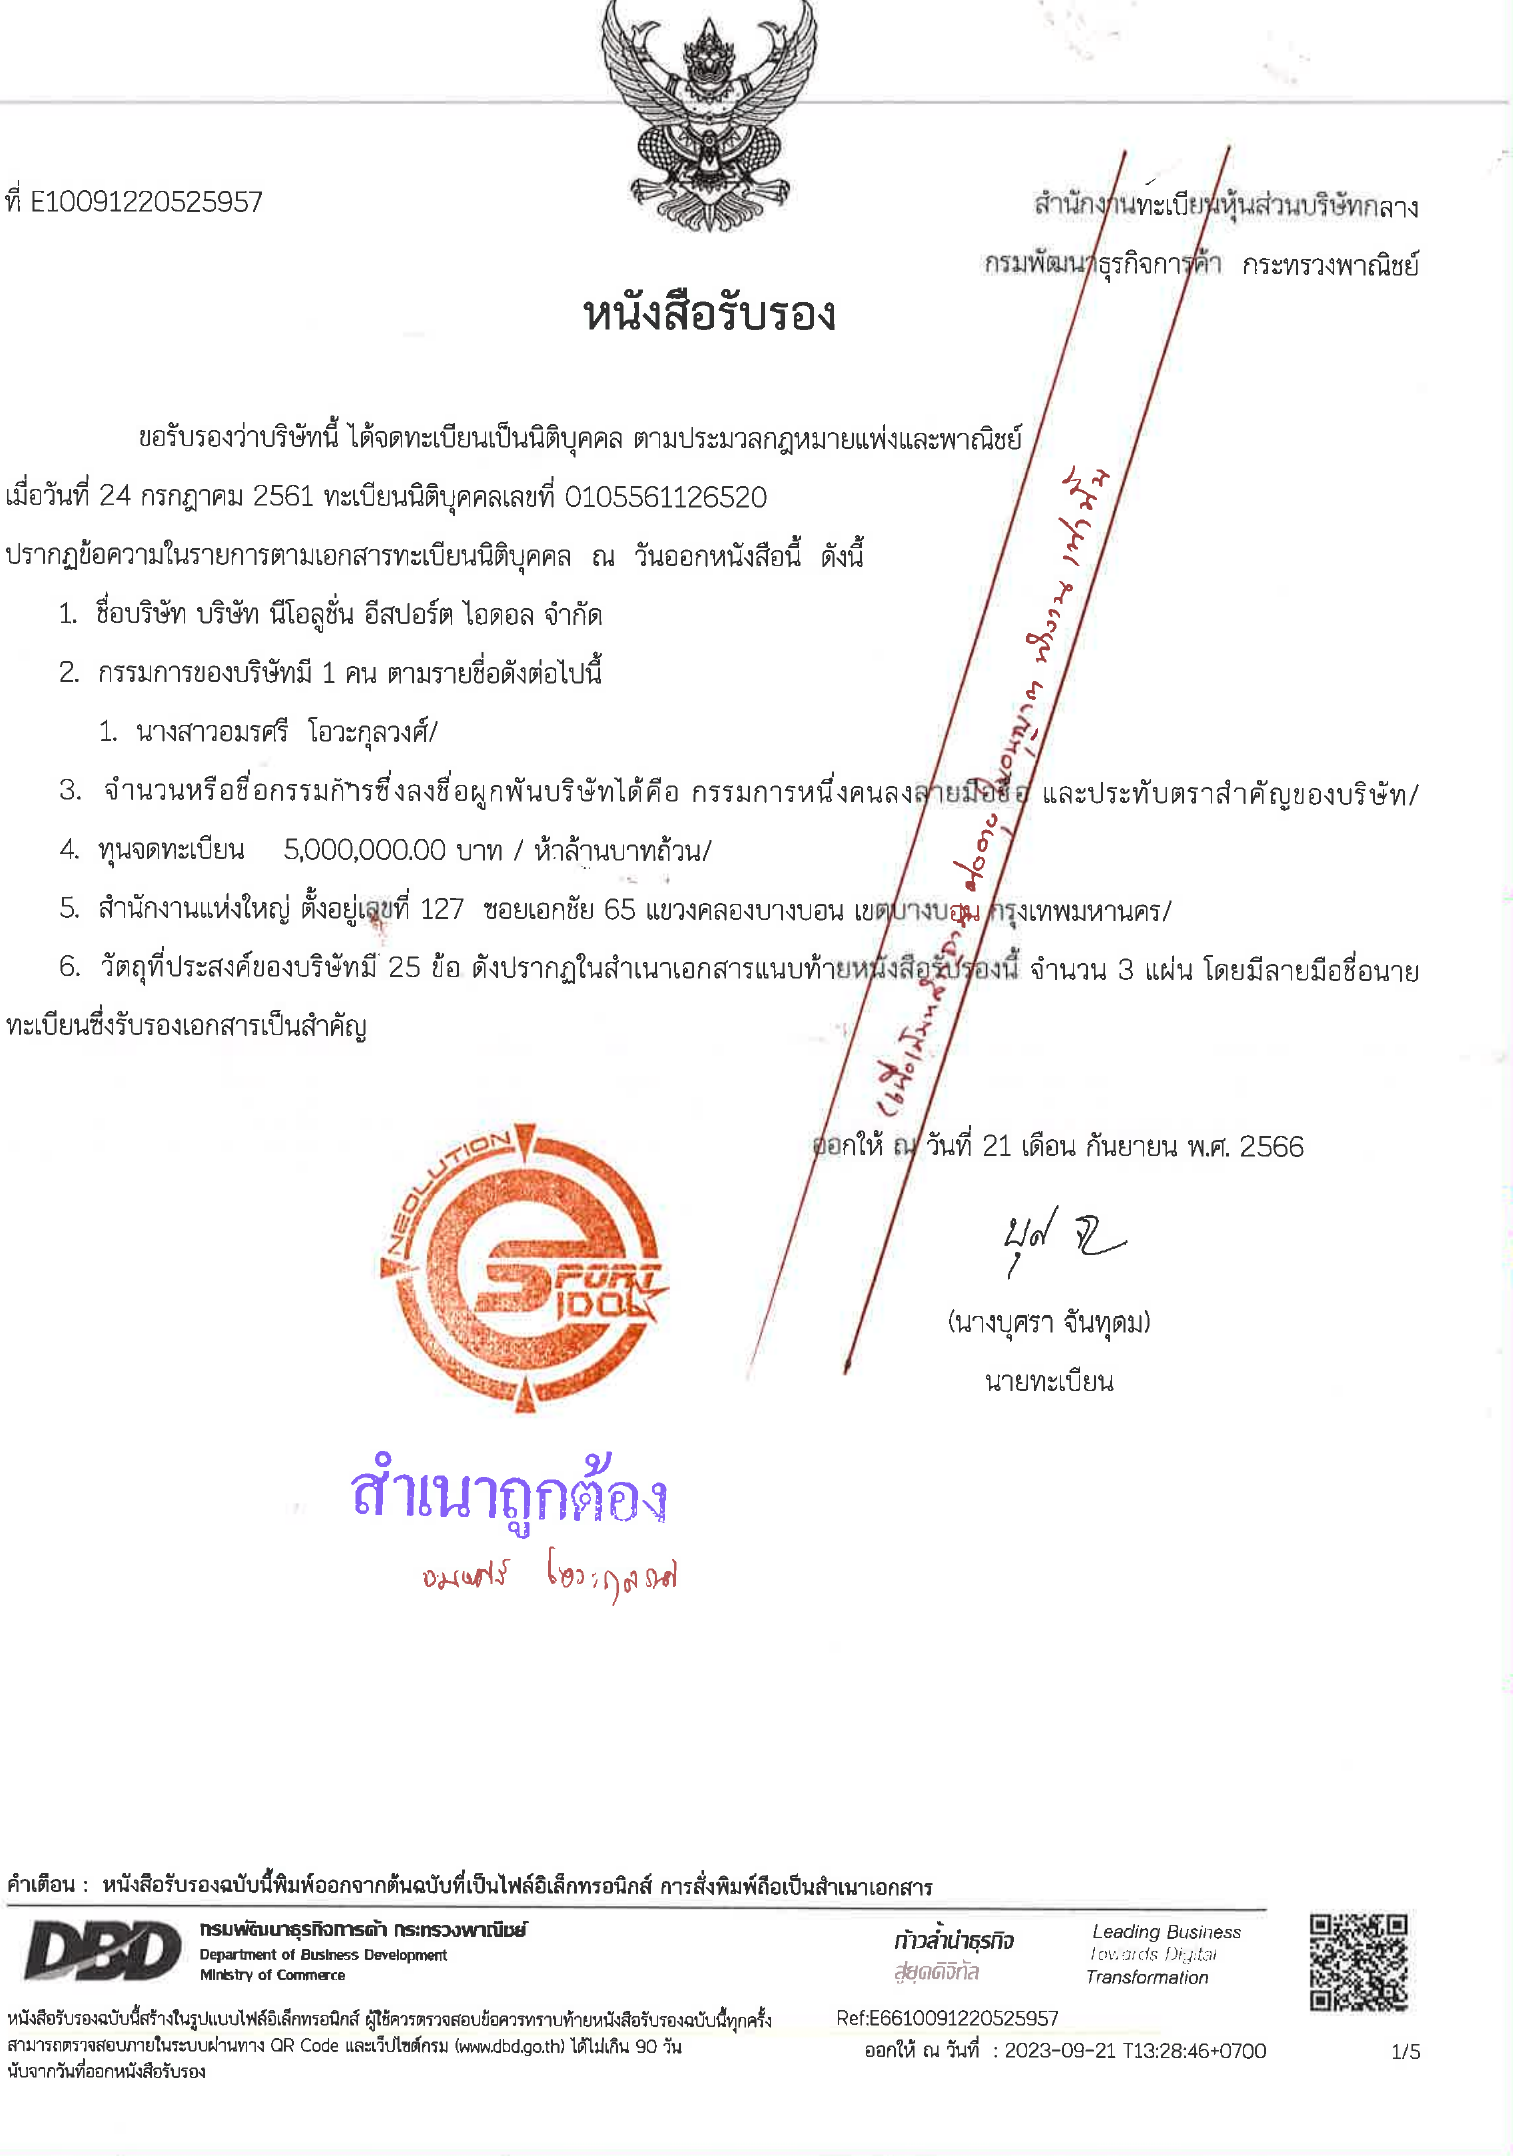 ที่ E10091220525957
สำนักงานทะเบียนหุ้นส่วนบริษัทกลาง
กรมพัฒนาธุรกิจการค้า กระทรวงพาณิชย์
หนังสือรับรอง
ขอรับรองว่าบริษัทนี้ ได้จดทะเบียนเป็นนิติบุคคล ตามประมวลกฎหมายแพ่งและพาณิชย์
เมื่อวันที่ 24 กรกฎาคม 2561 ทะเบียนนิติบุคคลเลขที่ 0105561126520
ปรากฏข้อความในรายการตามเอกสารทะเบียนนิติบุคคล ณ วันออกหนังสือนี้ ดังนี้
1. ชื่อบริษัท บริษัท นีโอลูชั่น อีสปอร์ต ไอดอล จำกัด
2. กรรมการของบริษัทมี 1 คน ตามรายชื่อดังต่อไปนี้
1. นางสาวอมรศรี โอวะกุลวงศ์/
3. จำนวนหรือชื่อกรรมการซึ่งลงชื่อผูกพันบริษัทได้คือ กรรมการหนึ่งคนลงลายมือชื่อ และประทับตราสำคัญของบริษัท/
4. ทุนจดทะเบียน 5,000,000.00 บาท / ห้าล้านบาทถ้วน/
5. สำนักงานแห่งใหญ่ ตั้งอยู่เลขที่ 127 ซอยเอกชัย 65 แขวงคลองบางบอน เขตบางบอน กรุงเทพมหานคร/
6. วัตถุที่ประสงค์ของบริษัทมี 25 ข้อ ดังปรากฏในสำเนาเอกสารแนบท้ายหนังสือรับรองนี้ จำนวน 3 แผ่น โดยมีลายมือชื่อนาย
ทะเบียนซึ่งรับรองเอกสารเป็นสำคัญ
ออกให้ ณ วันที่ 21 เดือน กันยายน พ.ศ. 2566
NEOLUTION
SPORT
IDOL
(นางบุศรา จันทุดม)
นายทะเบียน
สำเนาถูกต้อง
อมรศรี โอวะกุลวงศ์
คำเตือน : หนังสือรับรองฉบับนี้พิมพ์ออกจากต้นฉบับที่เป็นไฟล์อิเล็กทรอนิกส์ การสั่งพิมพ์ถือเป็นสำเนาเอกสาร
DBD
กรมพัฒนาธุรกิจการค้า กระทรวงพาณิชย์
Department of Business Development
Ministry of Commerce
ก้าวล้ำนำธุรกิจ
สู่ยุคดิจิทัล
Leading Business
Towards Digital
Transformation
หนังสือรับรองฉบับนี้สร้างในรูปแบบไฟล์อิเล็กทรอนิกส์ ผู้ใช้ควรตรวจสอบข้อควรทราบท้ายหนังสือรับรองฉบับนี้ทุกครั้ง
สามารถตรวจสอบภายในระบบผ่านทาง QR Code และเว็บไซต์กรม (www.dbd.go.th) ได้ไม่เกิน 90 วัน
นับจากวันที่ออกหนังสือรับรอง
Ref:E6610091220525957
ออกให้ ณ วันที่ : 2023-09-21 T13:28:46+0700
1/5